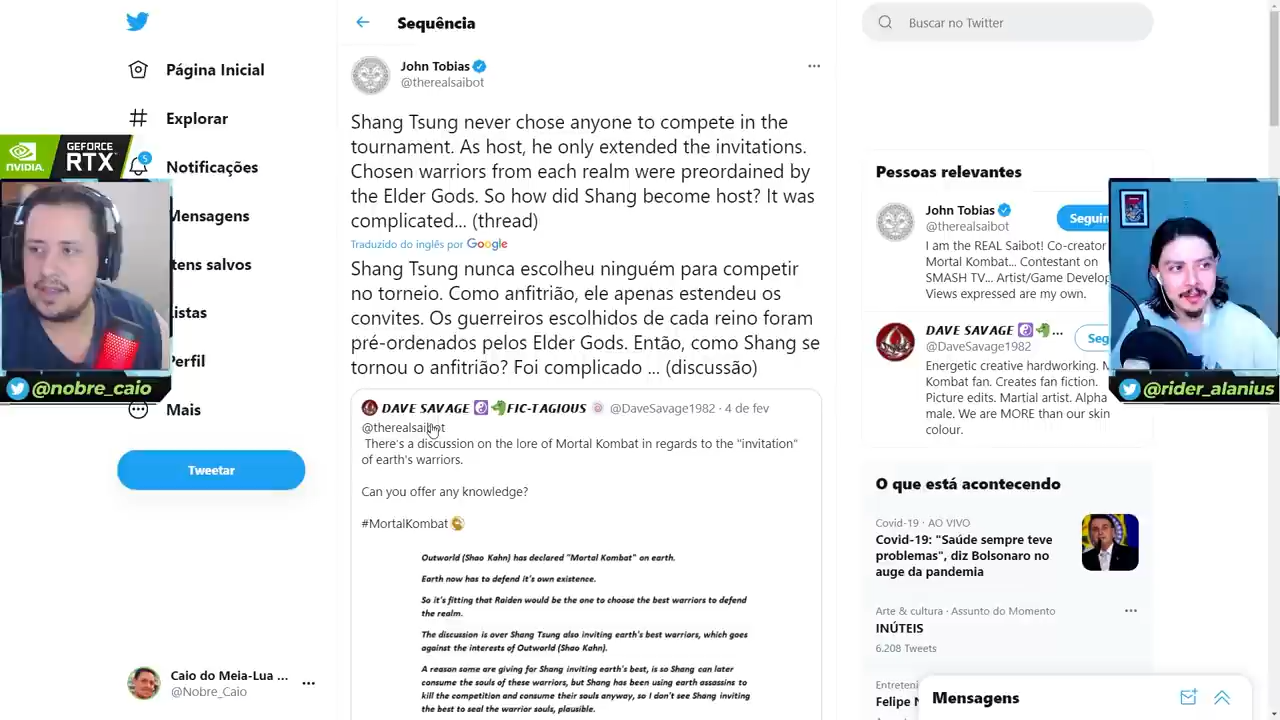 Página Inicial
Explorar
Notificações
5
Mensagens
Itens salvos
Listas
Perfil
Mais
Tweetar
Caio do Meia-Lua ...
@Nobre_Caio
NVIDIA.
GEFORCE
RTX
@nobre_caio
Sequência
John Tobias
@therealsaibot
Shang Tsung never chose anyone to compete in the
tournament. As host, he only extended the invitations.
Chosen warriors from each realm were preordained by
the Elder Gods. So how did Shang become host? It was
complicated... (thread)
Traduzido do inglês por Google
Shang Tsung nunca escolheu ninguém para competir
no torneio. Como anfitrião, ele apenas estendeu os
convites. Os guerreiros escolhidos de cada reino foram
pré-ordenados pelos Elder Gods. Então, como Shang se
tornou o anfitrião? Foi complicado ... (discussão)
DAVE SAVAGE ☯️🐉FIC-TAGIOUS @DaveSavage1982 · 4 de fev
@therealsaibot
There's a discussion on the lore of Mortal Kombat in regards to the "invitation"
of earth's warriors.
Can you offer any knowledge?
#MortalKombat
Outworld (Shao Kahn) has declared "Mortal Kombat" on earth.
Earth now has to defend it's own existence.
So it's fitting that Raiden would be the one to choose the best warriors to defend
the realm.
The discussion is over Shang Tsung also inviting earth's best warriors, which goes
against the interests of Outworld (Shao Kahn).
A reason some are giving for Shang inviting earth's best, is so Shang can later
consume the souls of these warriors, but Shang has been using earth assassins to
kill the competition and consume their souls anyway, so I don't see Shang inviting
the best to seal the warrior souls, plausible.
Buscar no Twitter
Pessoas relevantes
John Tobias
@therealsaibot
Seguir
I am the REAL Saibot! Co-creator
Mortal Kombat... Contestant on
SMASH TV... Artist/Game Develop
Views expressed are my own.
DAVE SAVAGE ☯️🐉...
@DaveSavage1982
Seg
Energetic creative hardworking. M
Kombat fan. Creates fan fiction.
Picture edits. Martial artist. Alpha
male. We are MORE than our skin
colour.
@rider_alanius
O que está acontecendo
Covid-19 · AO VIVO
Covid-19: "Saúde sempre teve
problemas", diz Bolsonaro no
auge da pandemia
Arte & cultura · Assunto do Momento
INÚTEIS
6.208 Tweets
Entreteni
Felipe N
Mensagens